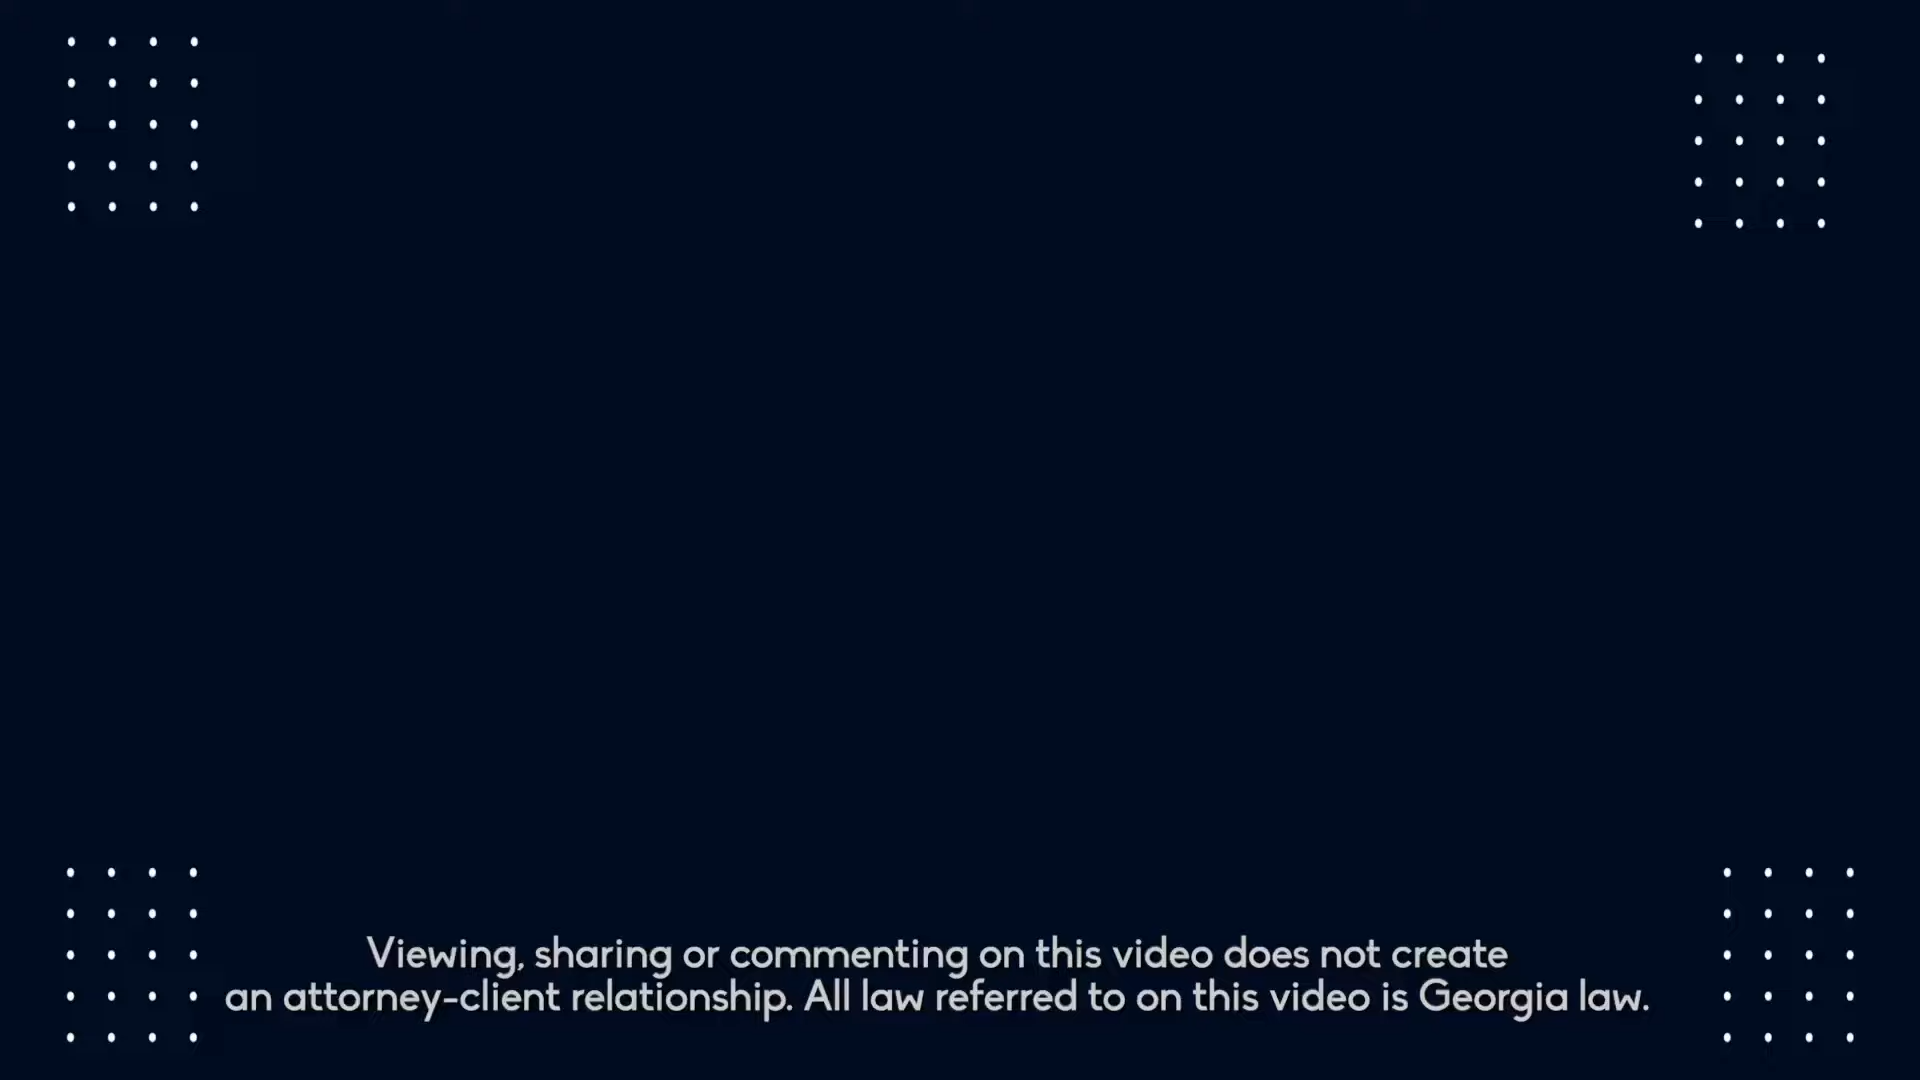 Viewing, sharing or commenting on this video does not create
an attorney-client relationship. All law referred to on this video is Georgia law.